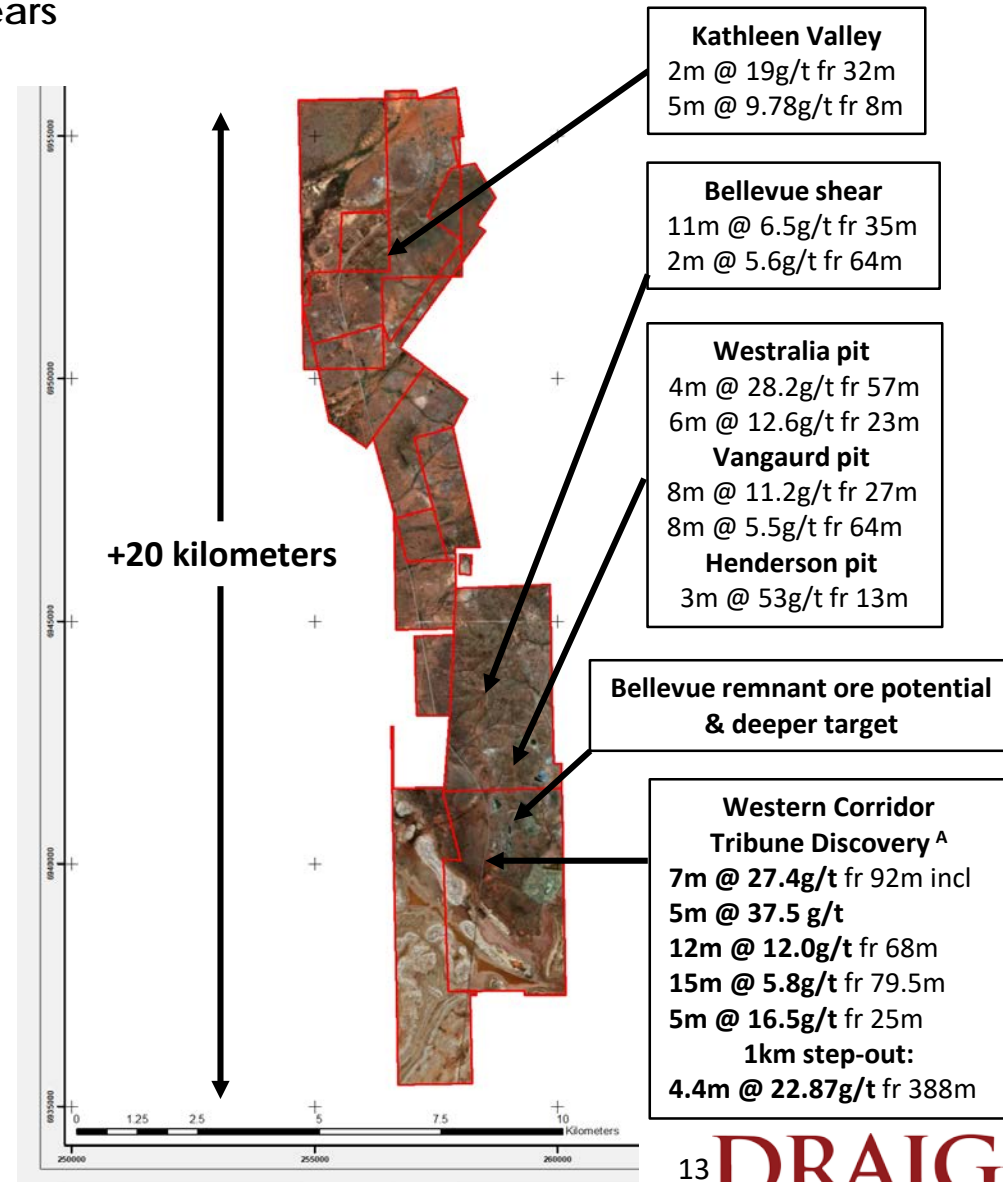 ears
Kathleen Valley
2m @ 19g/t fr 32m
5m @ 9.78g/t fr 8m
Bellevue shear
11m @ 6.5g/t fr 35m
2m @ 5.6g/t fr 64m
Westralia pit
4m @ 28.2g/t fr 57m
6m @ 12.6g/t fr 23m
Vangaurd pit
8m @ 11.2g/t fr 27m
8m @ 5.5g/t fr 64m
Henderson pit
3m @ 53g/t fr 13m
+20 kilometers
Bellevue remnant ore potential
& deeper target
Western Corridor
Tribune Discovery A
7m @ 27.4g/t fr 92m incl
5m @ 37.5 g/t
12m @ 12.0g/t fr 68m
15m @ 5.8g/t fr 79.5m
5m @ 16.5g/t fr 25m
1km step-out:
4.4m @ 22.87g/t fr 388m
6955000
6950000
6945000
6940000
6935000
0 1.25 2.5 5 7.5 10
Kilometers
250000 255000 260000
13 DRAIG